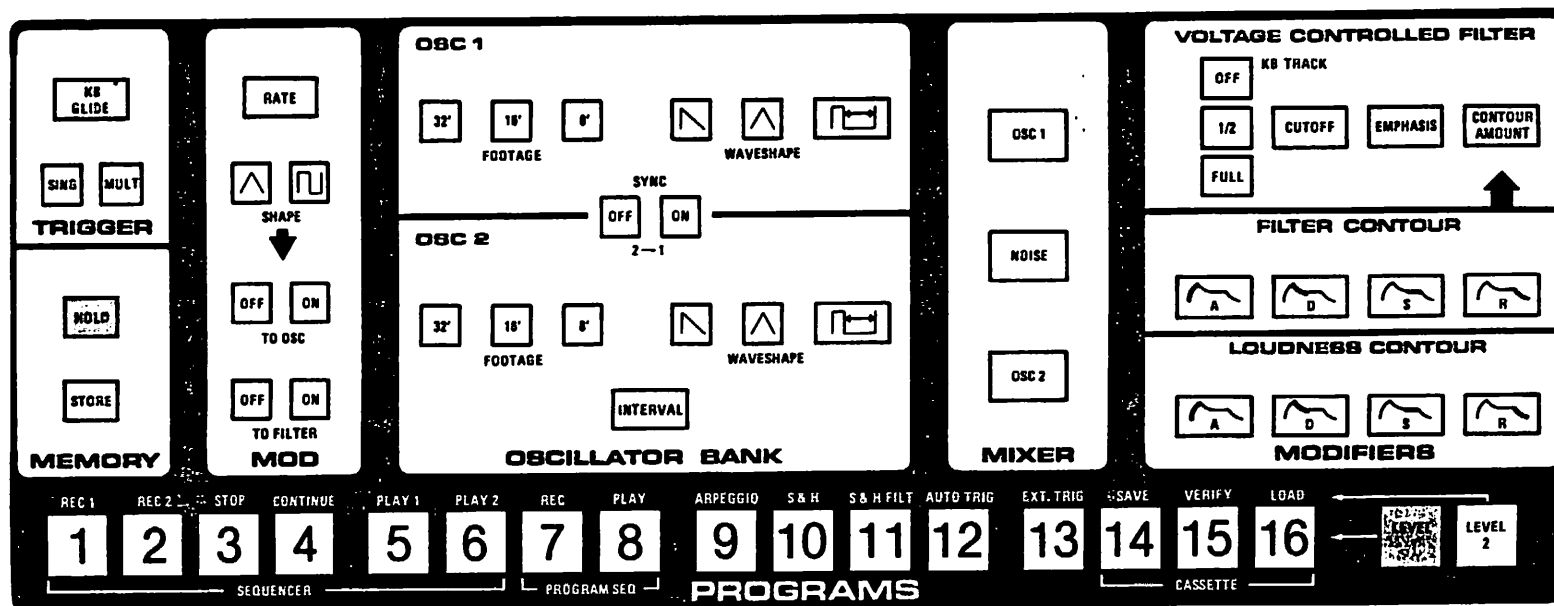 KB
GLIDE
SING MULT
TRIGGER
HOLD
STORE
MEMORY
RATE
SHAPE
OFF ON
TO OSC
OFF ON
TO FILTER
MOD
OSC 1
32' 16' 8'
FOOTAGE
WAVESHAPE
SYNC
OFF ON
2—1
OSC 2
32' 16' 8'
FOOTAGE
WAVESHAPE
INTERVAL
OSCILLATOR BANK
OSC 1
NOISE
OSC 2
MIXER
VOLTAGE CONTROLLED FILTER
OFF KB TRACK
1/2 CUTOFF EMPHASIS CONTOUR
AMOUNT
FULL
FILTER CONTOUR
A D S R
LOUDNESS CONTOUR
A D S R
MODIFIERS
REC 1 REC 2 STOP CONTINUE PLAY 1 PLAY 2 REC PLAY ARPEGGIO S & H S & H FILT AUTO TRIG EXT. TRIG SAVE VERIFY LOAD
1 2 3 4 5 6 7 8 9 10 11 12 13 14 15 16 LEVEL LEVEL
2
SEQUENCER PROGRAM SEQ PROGRAMS CASSETTE